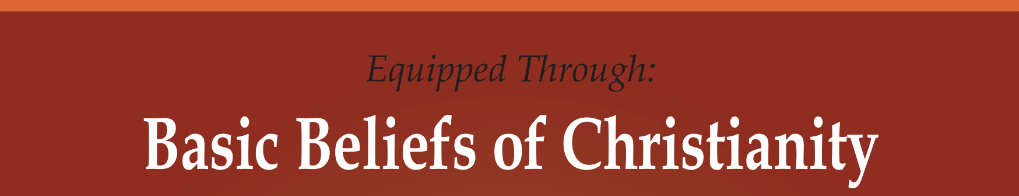 Equipped Through:
Basic Beliefs of Christianity